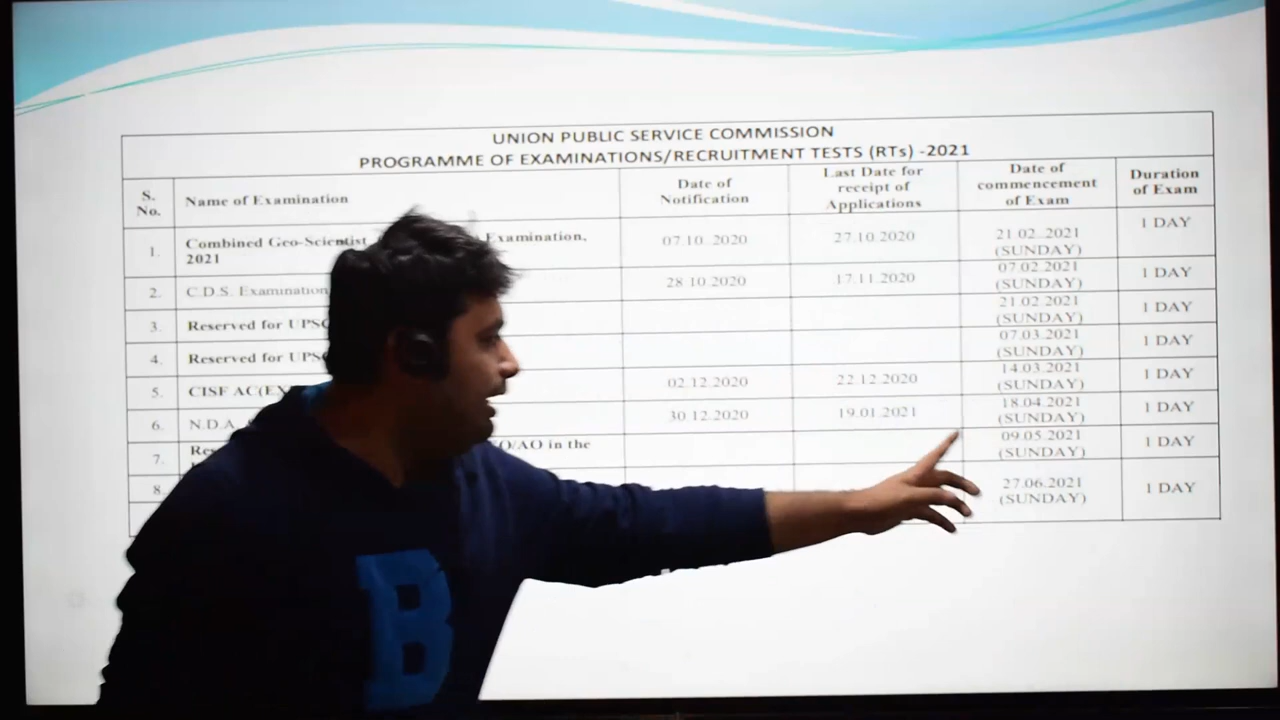 UNION PUBLIC SERVICE COMMISSION
PROGRAMME OF EXAMINATIONS/RECRUITMENT TESTS (RTs) -2021
S. No. Name of Examination Date of Notification Last Date for receipt of Applications Date of commencement of Exam Duration of Exam
1. Combined Geo-Scientist Examination, 2021 07.10.2020 27.10.2020 21.02.2021 (SUNDAY) 1 DAY
2. C.D.S. Examination 28.10.2020 17.11.2020 07.02.2021 (SUNDAY) 1 DAY
3. Reserved for 21.02.2021 (SUNDAY) 1 DAY
4. Reserved for 07.03.2021 (SUNDAY) 1 DAY
5. CISF 02.12.2020 22.12.2020 14.03.2021 (SUNDAY) 1 DAY
6. N.D.A. 30.12.2020 19.01.2021 18.04.2021 (SUNDAY) 1 DAY
7. in the 09.05.2021 (SUNDAY) 1 DAY
8. 27.06.2021 (SUNDAY) 1 DAY
B